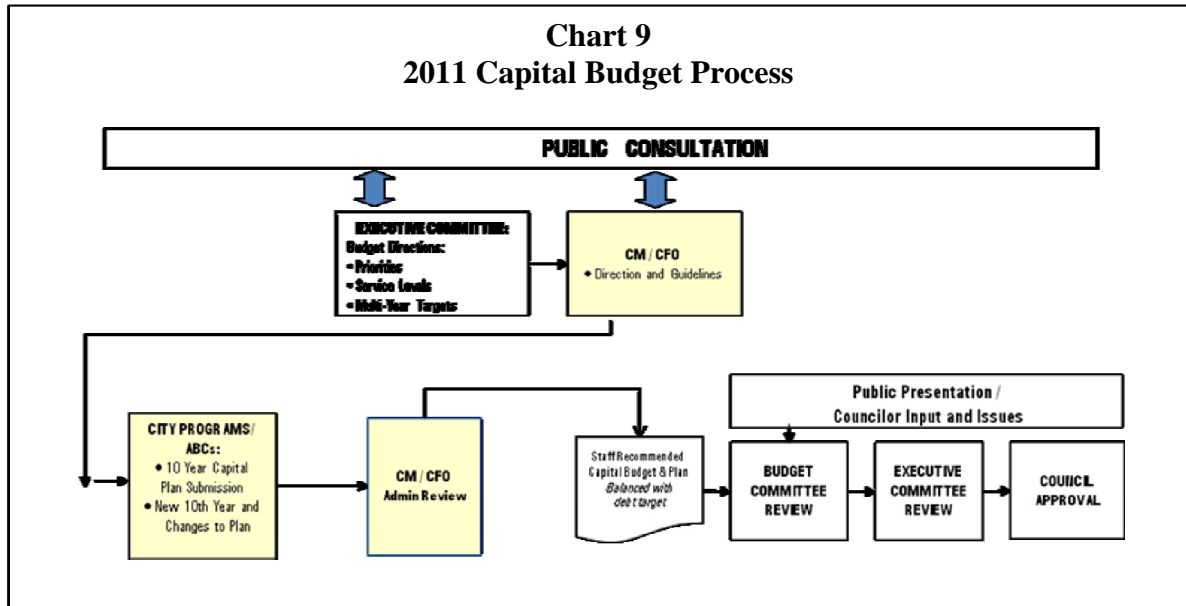 Chart 9
2011 Capital Budget Process
PUBLIC CONSULTATION
EXECUTIVE COMMITTEE:
Budget Directions:
• Priorities
• Service Levels
• Multi-Year Targets
CM / CFO
• Direction and Guidelines
CITY PROGRAMS/
ABCs:
• 10 Year Capital
Plan Submission
• New 10th Year and
Changes to Plan
CM / CFO
Admin Review
Staff Recommended
Capital Budget & Plan
Balanced with
debt target
Public Presentation /
Councilor Input and Issues
BUDGET
COMMITTEE
REVIEW
EXECUTIVE
COMMITTEE
REVIEW
COUNCIL
APPROVAL